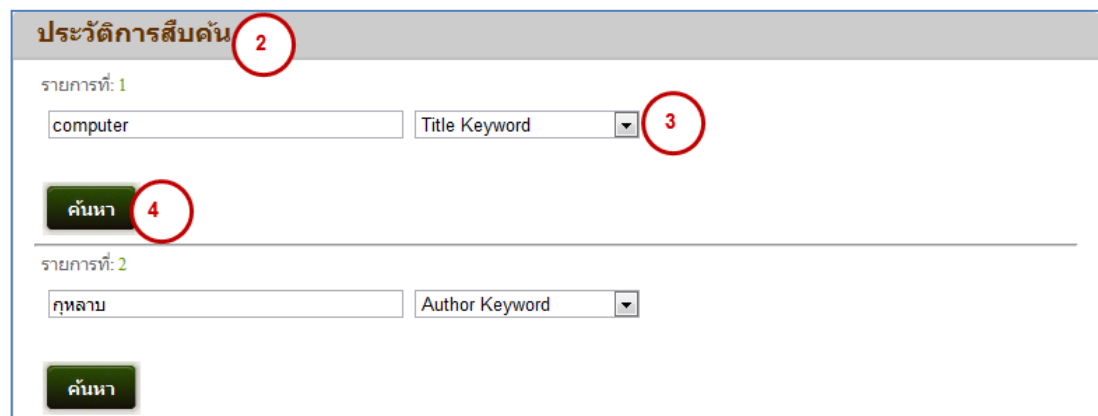 ประวัติการสืบค้น 2
รายการที่: 1
computer Title Keyword 3
ค้นหา 4
รายการที่: 2
กุหลาบ Author Keyword
ค้นหา